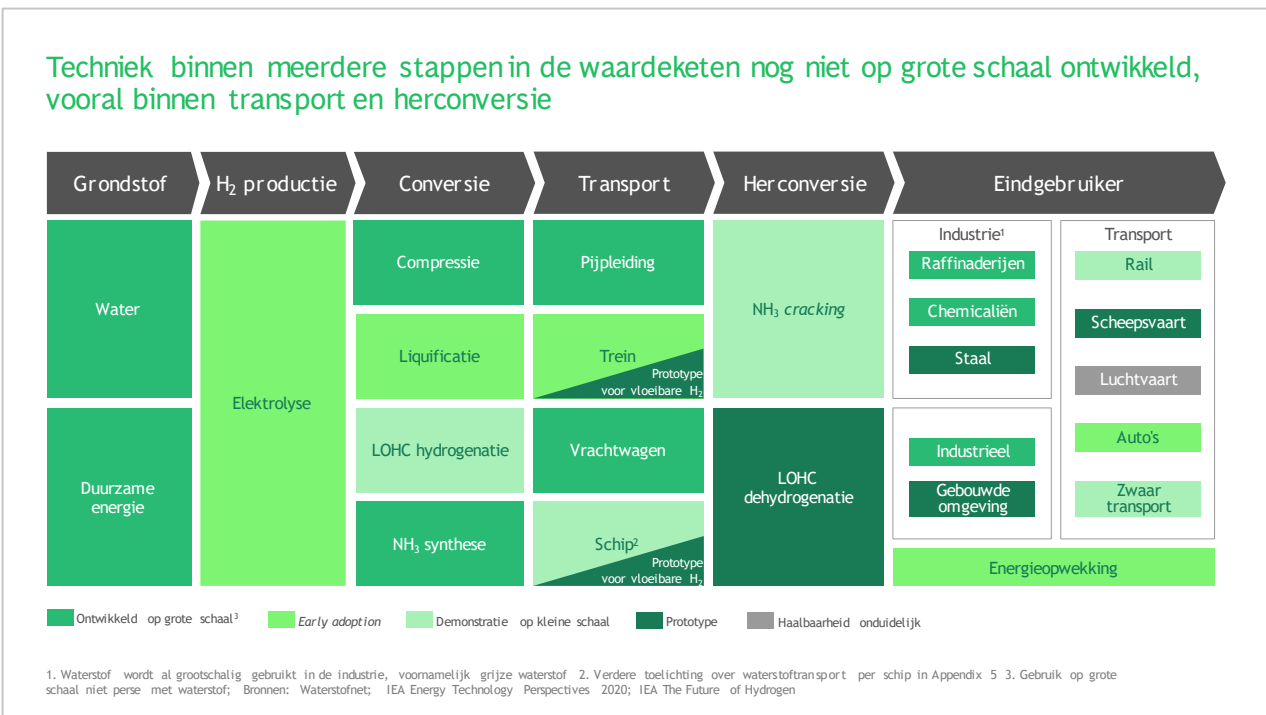 Techniek binnen meerdere stappen in de waardeketen nog niet op grote schaal ontwikkeld,
vooral binnen transport en herconversie
Grondstof
H₂ productie
Conversie
Transport
Herconversie
Eindgebruiker
Water
Duurzame
energie
Elektrolyse
Compressie
Liquificatie
LOHC hydrogenatie
NH₃ synthese
Pijpleiding
Trein
Prototype
voor vloeibare H₂
Vrachtwagen
Schip²
Prototype
voor vloeibare H₂
NH₃ cracking
LOHC
dehydrogenatie
Industrie¹
Raffinaderijen
Chemicaliën
Staal
Industrieel
Gebouwde
omgeving
Transport
Rail
Scheepsvaart
Luchtvaart
Auto's
Zwaar
transport
Energieopwekking
Ontwikkeld op grote schaal³
Early adoption
Demonstratie op kleine schaal
Prototype
Haalbaarheid onduidelijk
1. Waterstof wordt al grootschalig gebruikt in de industrie, voornamelijk grijze waterstof 2. Verdere toelichting over waterstoftransport per schip in Appendix 5 3. Gebruik op grote
schaal niet perse met waterstof; Bronnen: Waterstofnet; IEA Energy Technology Perspectives 2020; IEA The Future of Hydrogen